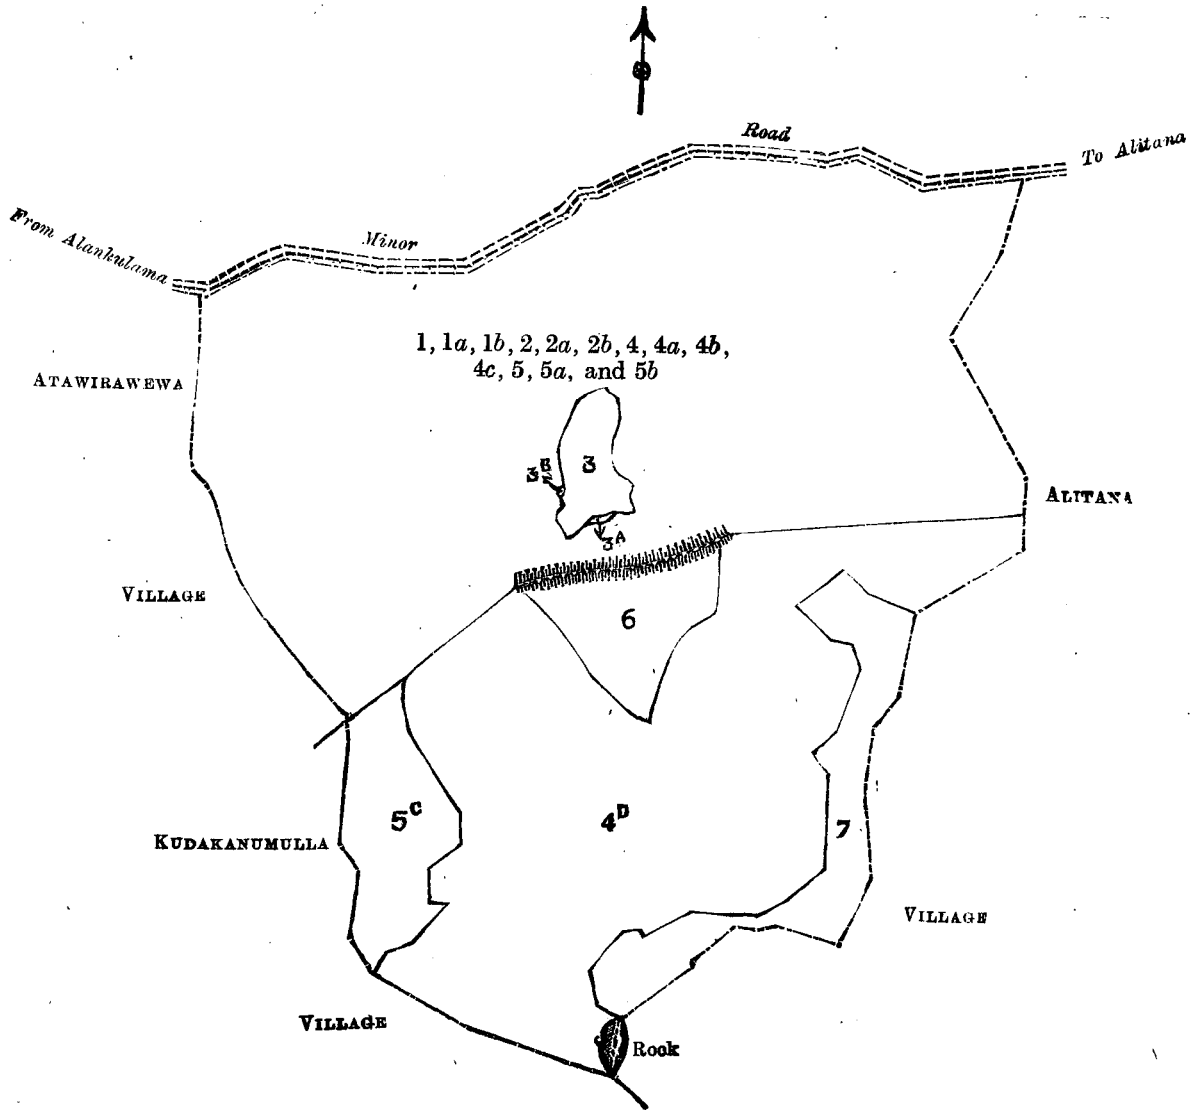 Road
To Alitana
From Alankulama
Minor
1, 1a, 1b, 2, 2a, 2b, 4, 4a, 4b,
4c, 5, 5a, and 5b
ATAWIRAWEWA
3
3B
3A
ALITANA
VILLAGE
6
5C
4D
7
KUDAKANUMULLA
VILLAGE
VILLAGE
Rock